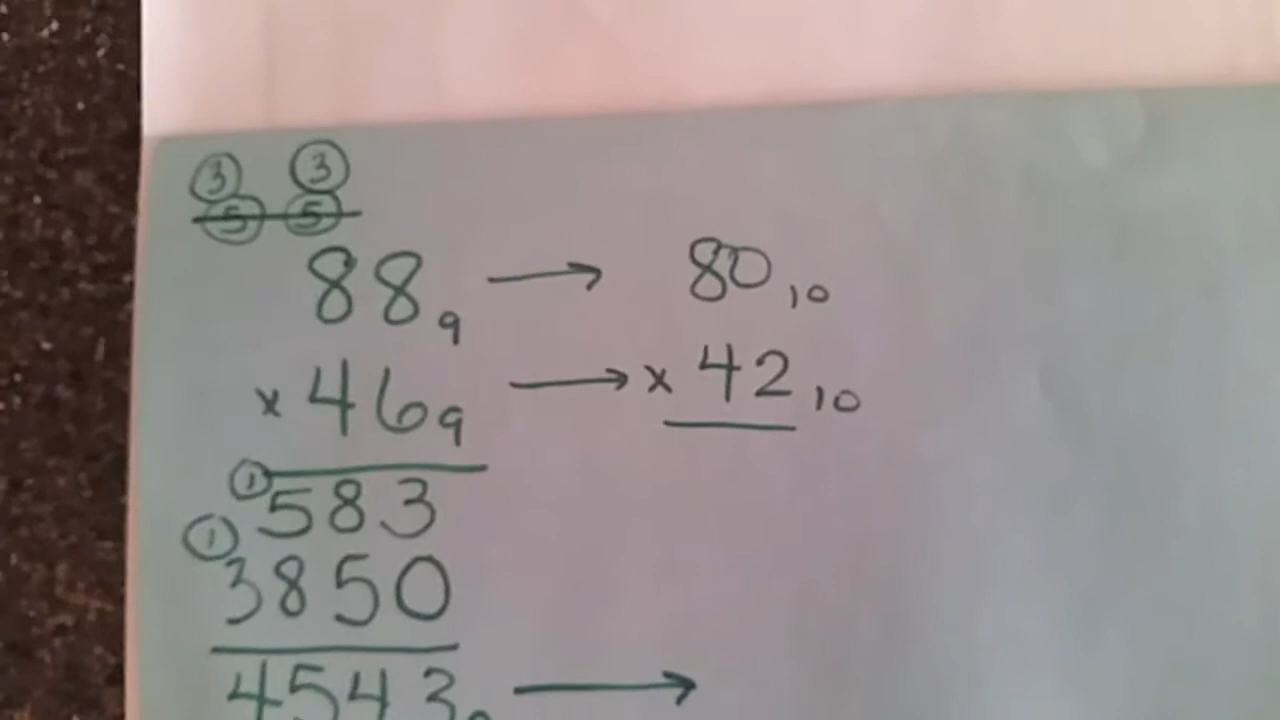 ③ ③
⑤ ⑤
88₉ → 80₁₀
× 46₉ → × 42₁₀
① 583
① 3850
4543₉ →